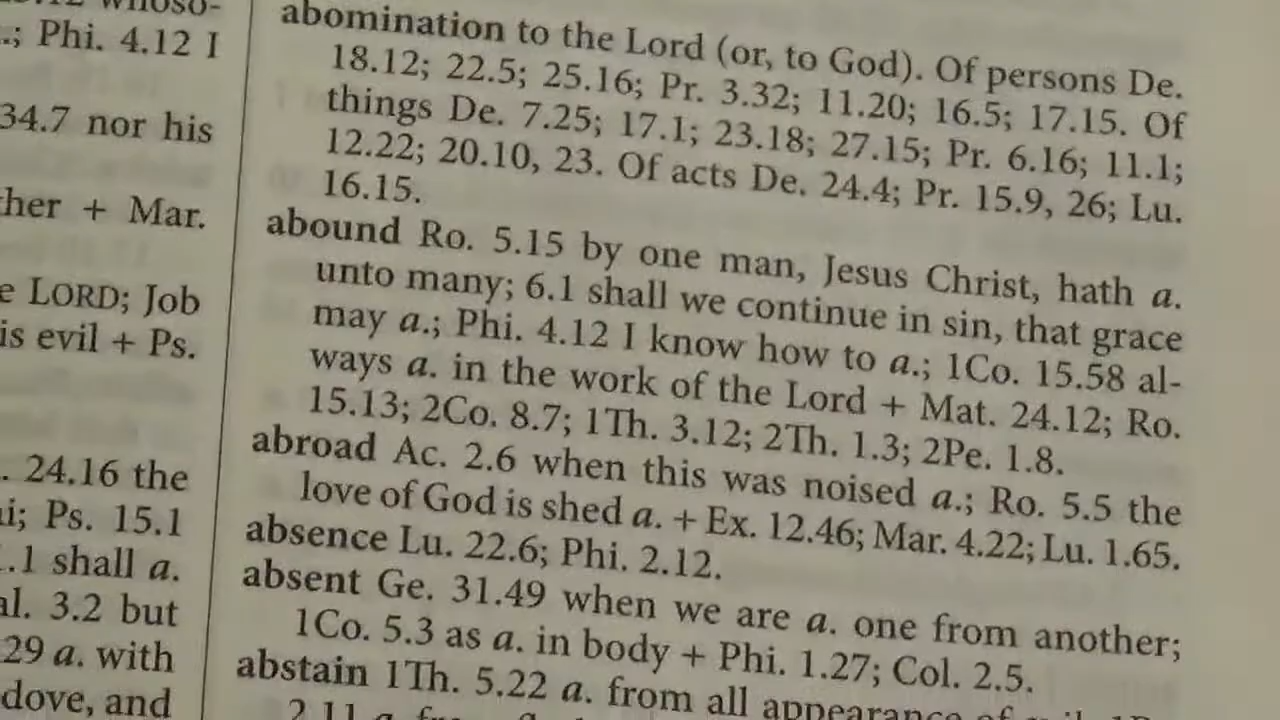 whoso-
.; Phi. 4.12 I
34.7 nor his
ther + Mar.
e LORD; Job
is evil + Ps.
. 24.16 the
ai; Ps. 15.1
.1 shall a.
al. 3.2 but
29 a. with
dove, and
abomination to the Lord (or, to God). Of persons De.
18.12; 22.5; 25.16; Pr. 3.32; 11.20; 16.5; 17.15. Of
things De. 7.25; 17.1; 23.18; 27.15; Pr. 6.16; 11.1;
12.22; 20.10, 23. Of acts De. 24.4; Pr. 15.9, 26; Lu.
16.15.
abound Ro. 5.15 by one man, Jesus Christ, hath a.
unto many; 6.1 shall we continue in sin, that grace
may a.; Phi. 4.12 I know how to a.; 1Co. 15.58 al-
ways a. in the work of the Lord + Mat. 24.12; Ro.
15.13; 2Co. 8.7; 1Th. 3.12; 2Th. 1.3; 2Pe. 1.8.
abroad Ac. 2.6 when this was noised a.; Ro. 5.5 the
love of God is shed a. + Ex. 12.46; Mar. 4.22; Lu. 1.65.
absence Lu. 22.6; Phi. 2.12.
absent Ge. 31.49 when we are a. one from another;
1Co. 5.3 as a. in body + Phi. 1.27; Col. 2.5.
abstain 1Th. 5.22 a. from all appearance of
2.11 a.